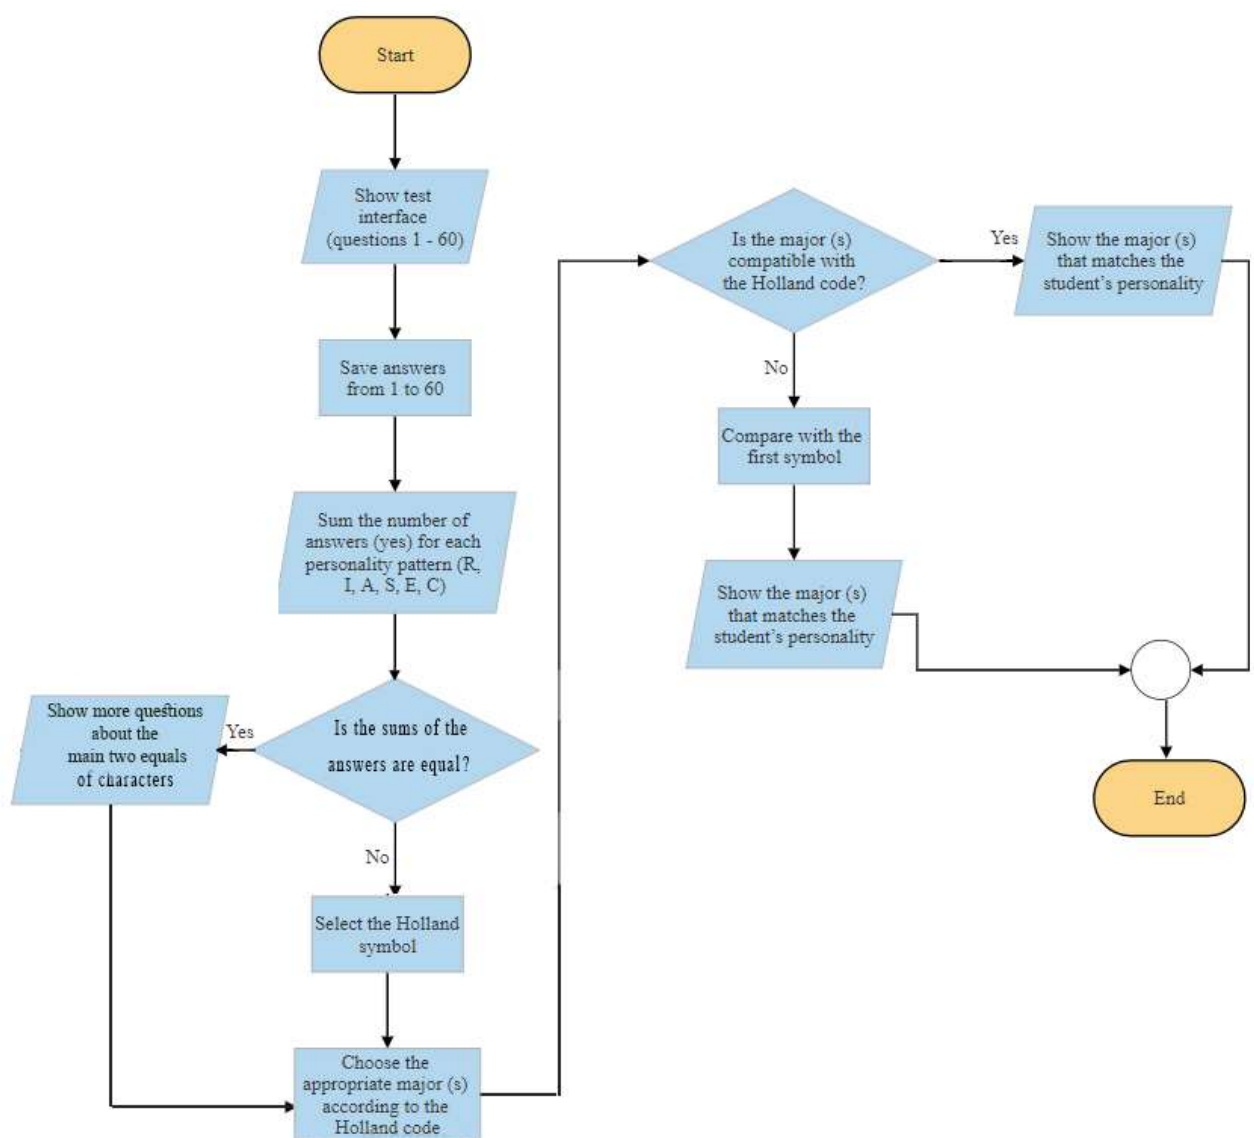 Start
Show test
interface
(questions 1 - 60)
Save answers
from 1 to 60
Sum the number of
answers (yes) for each
personality pattern (R,
I, A, S, E, C)
Is the sums of the
answers are equal?
Yes
Show more questions
about the
main two equals
of characters
No
Select the Holland
symbol
Choose the
appropriate major (s)
according to the
Holland code
Is the major (s)
compatible with
the Holland code?
Yes
Show the major (s)
that matches the
student's personality
No
Compare with the
first symbol
Show the major (s)
that matches the
student's personality
End